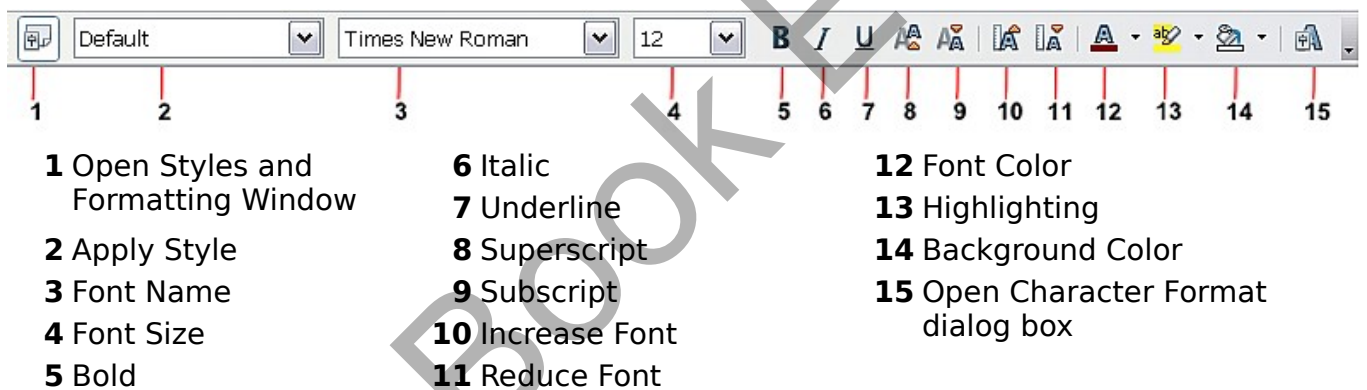 Default Times New Roman 12 B I U
1 2 3 4 5 6 7 8 9 10 11 12 13 14 15
1 Open Styles and
Formatting Window
2 Apply Style
3 Font Name
4 Font Size
5 Bold
6 Italic
7 Underline
8 Superscript
9 Subscript
10 Increase Font
11 Reduce Font
12 Font Color
13 Highlighting
14 Background Color
15 Open Character Format
dialog box
Book E